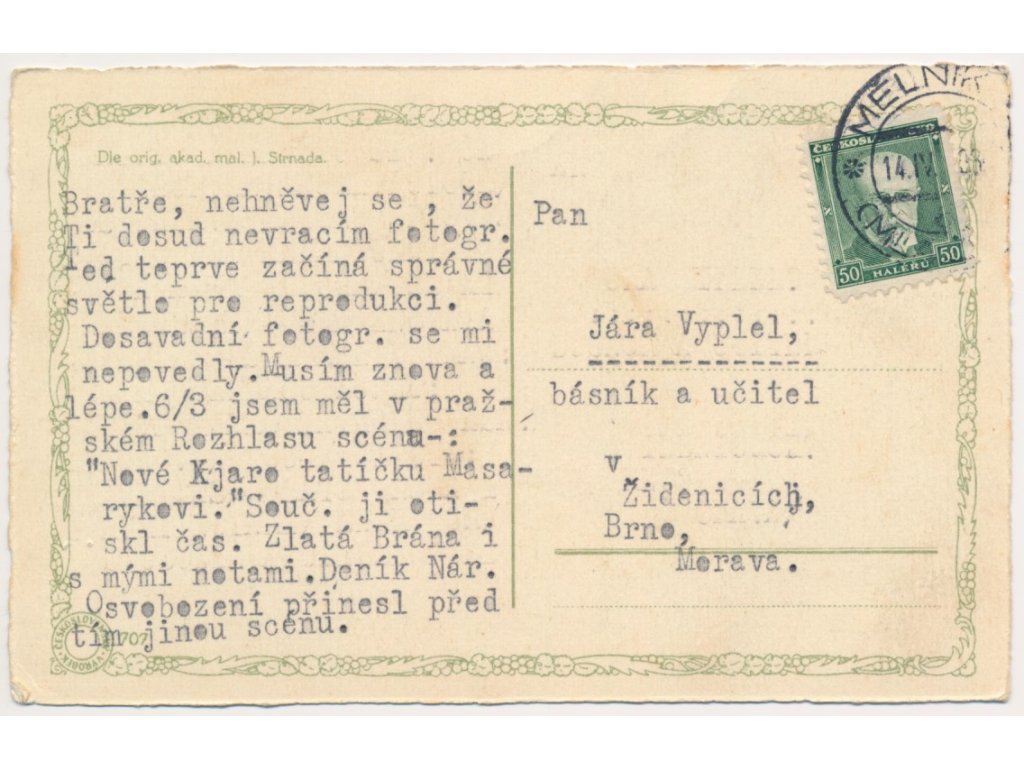 Dle orig. akad. mal. J. Strnada.
Bratře, nehněvej se , že
Ti dosud nevracím fotogr.
Teď teprve začíná správné
světlo pro reprodukci.
Dosavadní fotogr. se mi
nepovedly.Musím znova a
lépe.6/3 jsem měl v praž-
ském Rozhlasu scénu-:
"Nové jaro tatíčku Masa-
rykovi."Souč. ji oti-
skl čas. Zlatá Brána i
s mými notami.Deník Nár.
Osvobození přinesl před
tím jinou scénu.
707
Pan
Jára Vyplel,
básník a učitel
v
Židenicích,
Brno,
Morava.
MĚLNÍK
14.IV.
ČESKOSLOVENSKO
50 HALÉŘŮ 50